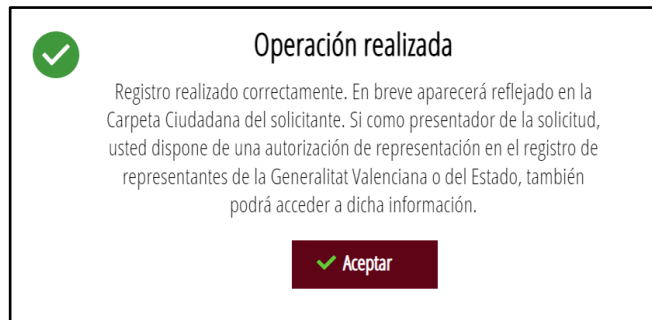 Operación realizada
Registro realizado correctamente. En breve aparecerá reflejado en la
Carpeta Ciudadana del solicitante. Si como presentador de la solicitud,
usted dispone de una autorización de representación en el registro de
representantes de la Generalitat Valenciana o del Estado, también
podrá acceder a dicha información.
Aceptar